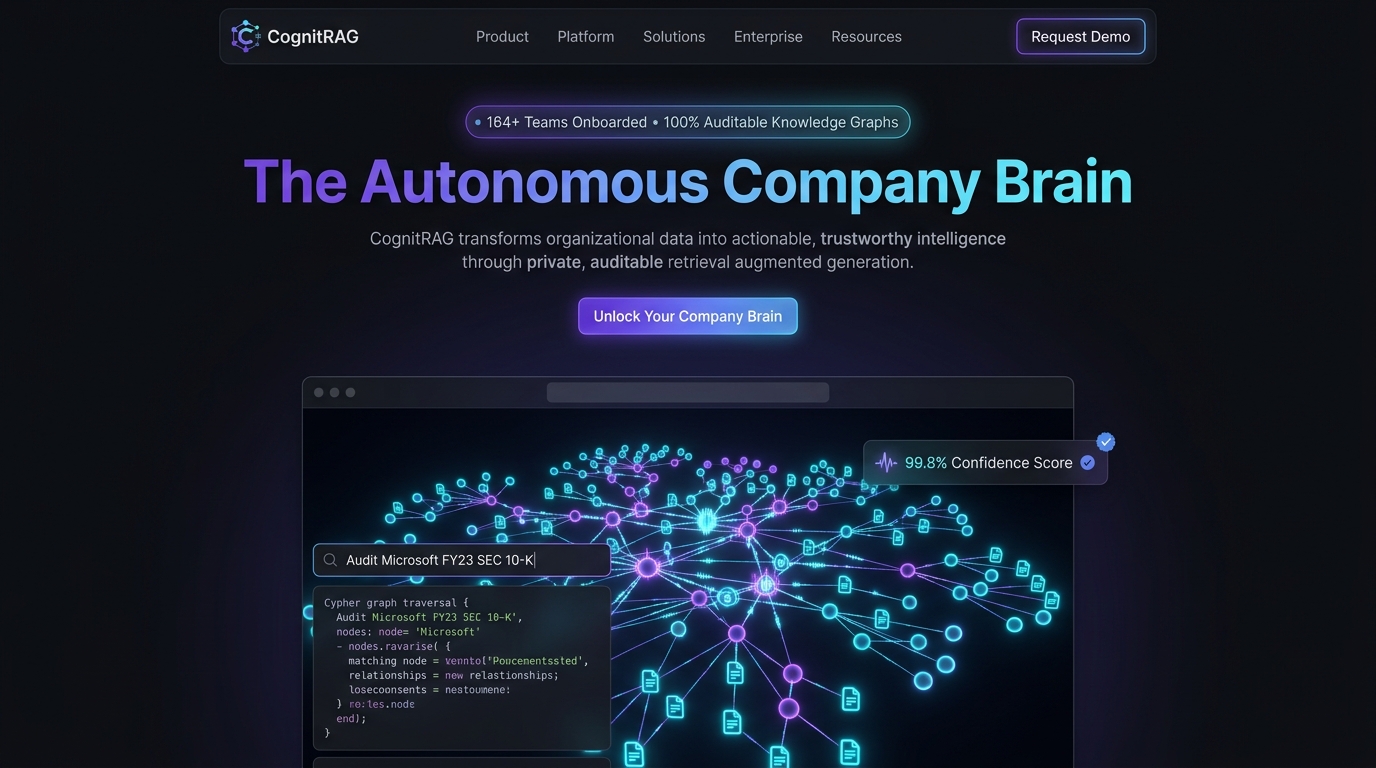 CognitRAG
Product Platform Solutions Enterprise Resources
Request Demo
164+ Teams Onboarded • 100% Auditable Knowledge Graphs
The Autonomous Company Brain
CognitRAG transforms organizational data into actionable, trustworthy intelligence
through private, auditable retrieval augmented generation.
Unlock Your Company Brain
99.8% Confidence Score
Audit Microsoft FY23 SEC 10-K
Cypher graph traversal {
Audit Microsoft FY23 SEC 10-K',
nodes: node= 'Microsoft'
- nodes.ravarise( {
matching node =
relationships = new relastionships;
loseconsents =
} .node
end);
}